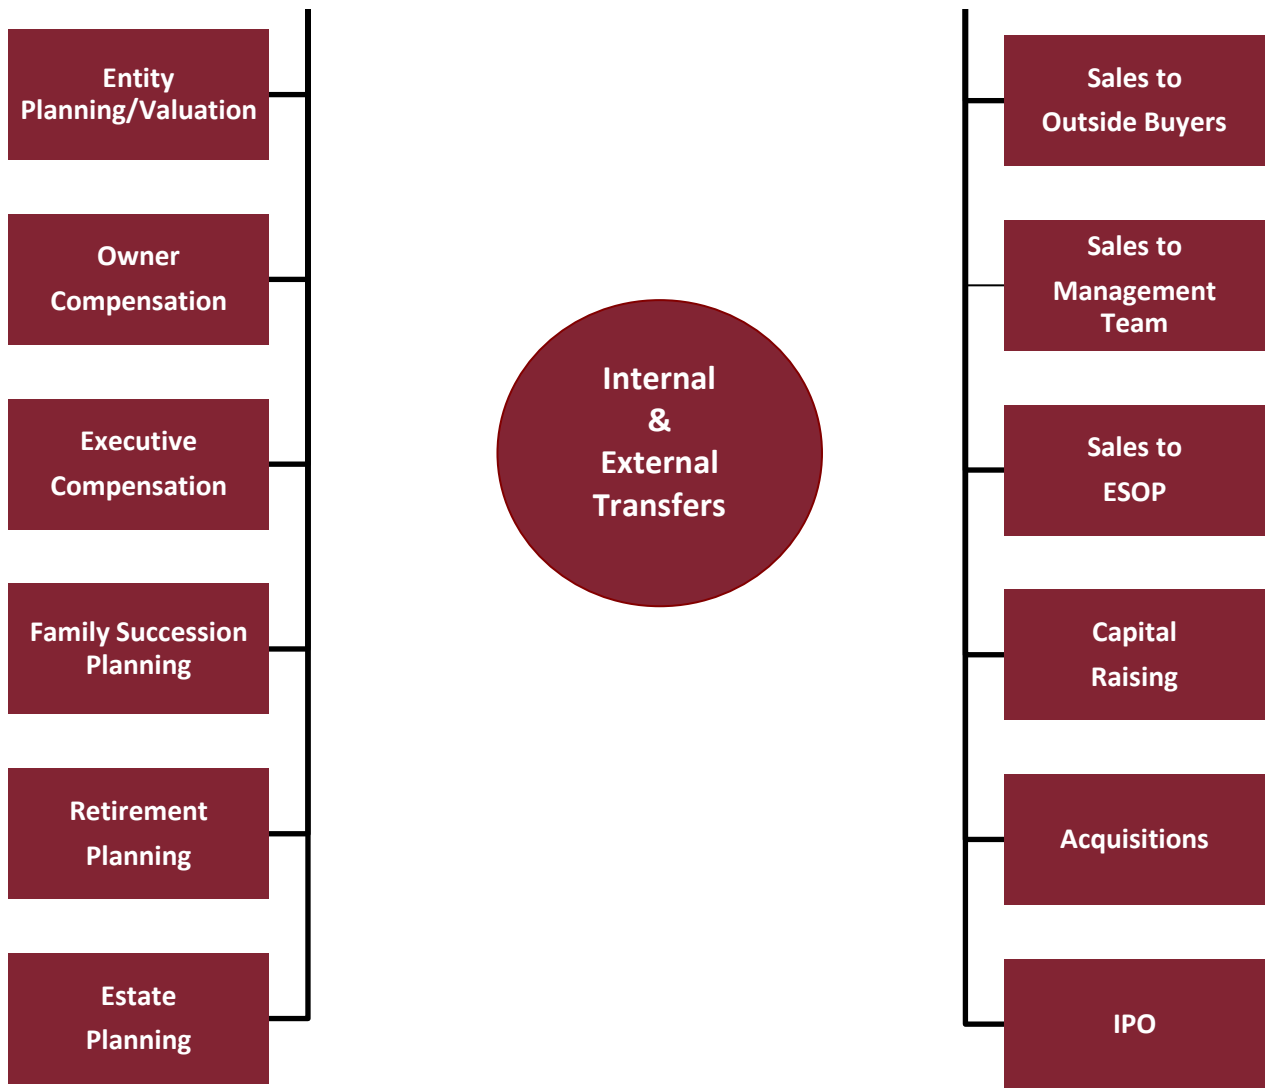 Entity
Planning/Valuation
Owner
Compensation
Executive
Compensation
Family Succession
Planning
Retirement
Planning
Estate
Planning
Internal
&
External
Transfers
Sales to
Outside Buyers
Sales to
Management
Team
Sales to
ESOP
Capital
Raising
Acquisitions
IPO